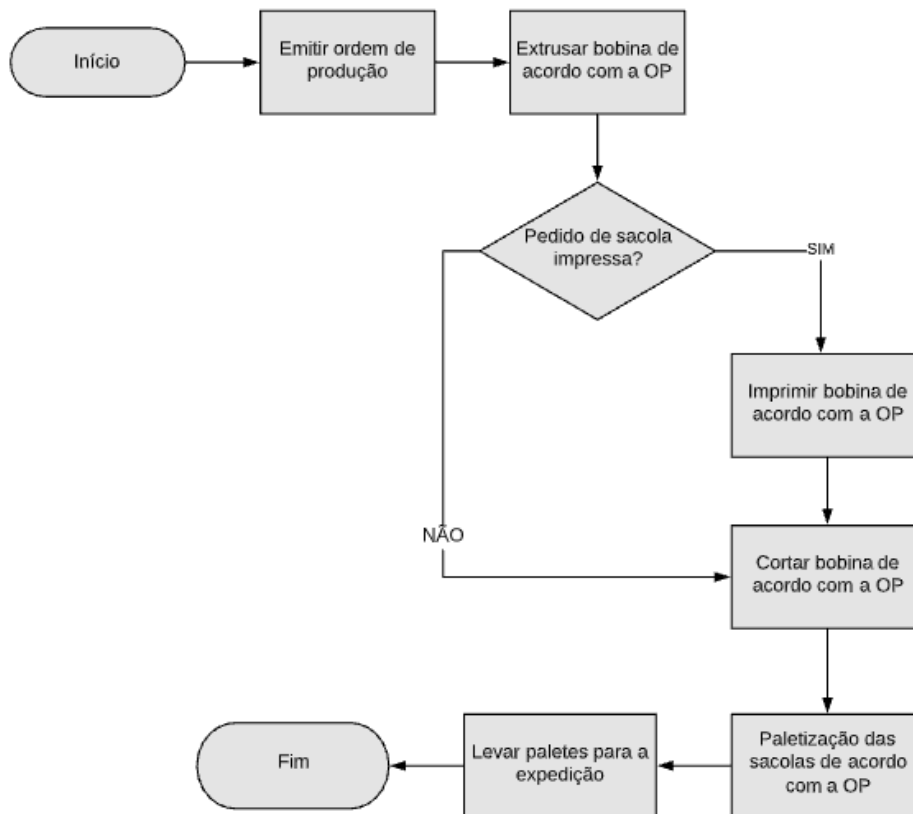 Início
Emitir ordem de
produção
Extrusar bobina de
acordo com a OP
Pedido de sacola
impressa?
SIM
Imprimir bobina de
acordo com a OP
NÃO
Cortar bobina de
acordo com a OP
Paletização das
sacolas de acordo
com a OP
Levar paletes para a
expedição
Fim